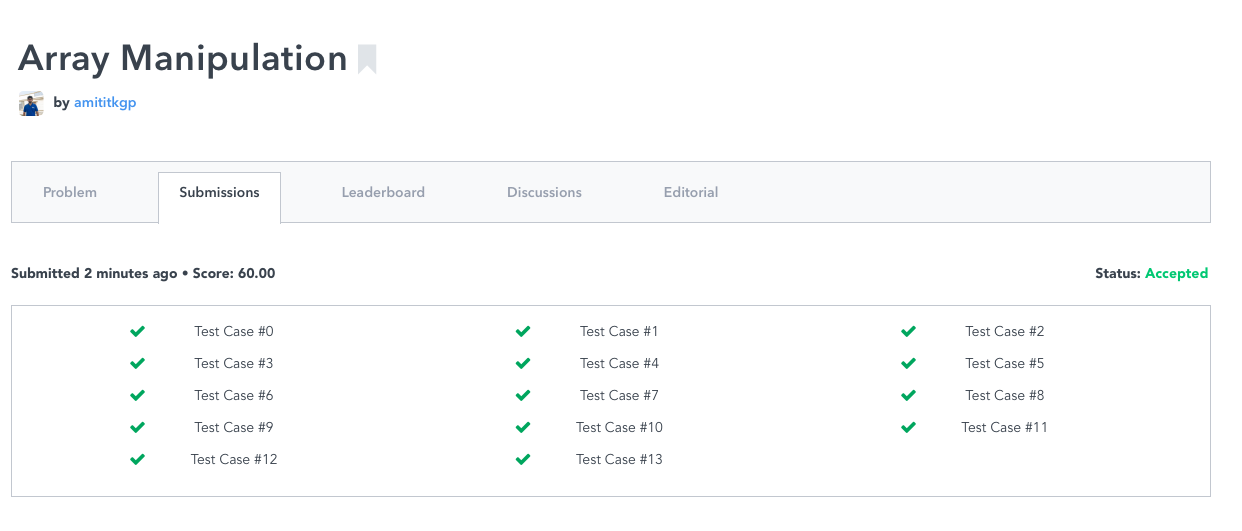 Array Manipulation
by amititkgp
Problem Submissions Leaderboard Discussions Editorial
Submitted 2 minutes ago • Score: 60.00 Status: Accepted
Test Case #0 Test Case #1 Test Case #2
Test Case #3 Test Case #4 Test Case #5
Test Case #6 Test Case #7 Test Case #8
Test Case #9 Test Case #10 Test Case #11
Test Case #12 Test Case #13